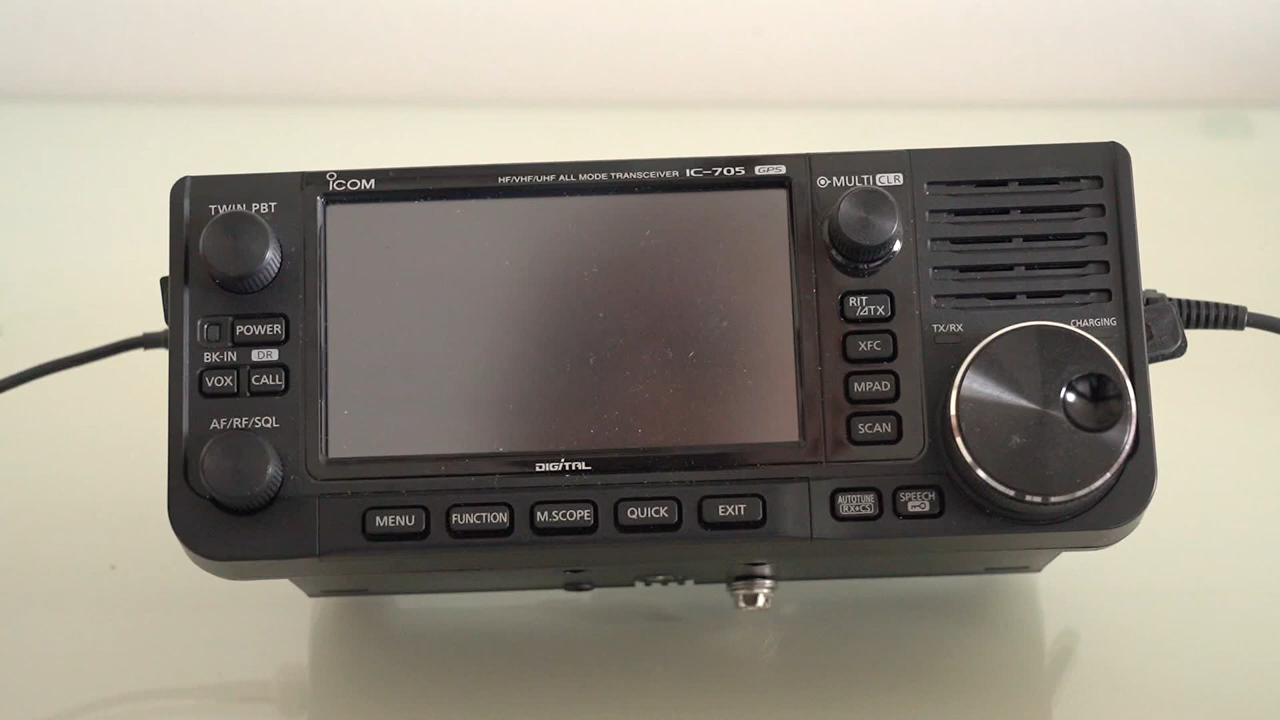 ICOM
HF/VHF/UHF ALL MODE TRANSCEIVER IC-705 GPS
TWIN PBT
POWER
BK-IN DR
VOX CALL
AF/RF/SQL
MULTI CLR
RIT/ΔTX
XFC
MPAD
SCAN
TX/RX
CHARGING
DIGITAL
MENU FUNCTION M.SCOPE QUICK EXIT
AUTOTUNE
RX•CS
SPEECH